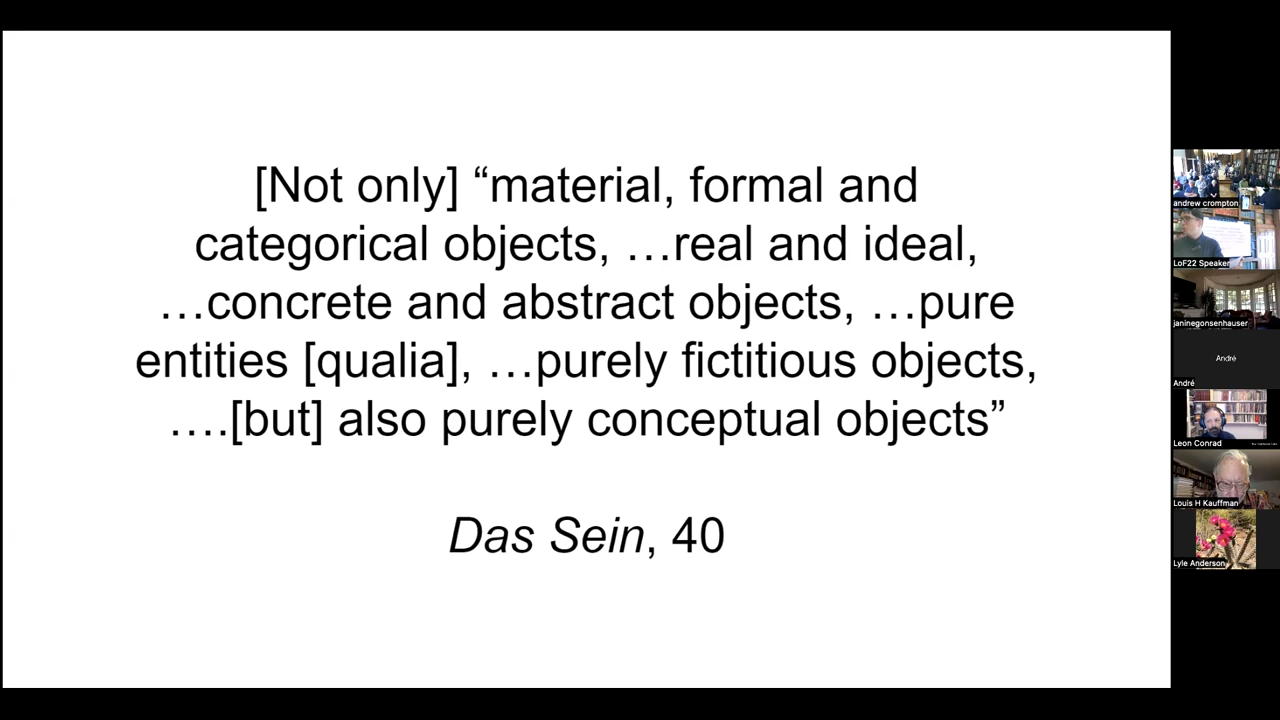 [Not only] “material, formal and
categorical objects, …real and ideal,
…concrete and abstract objects, …pure
entities [qualia], …purely fictitious objects,
….[but] also purely conceptual objects”
Das Sein, 40
andrew crompton
LoF22 Speaker
janinegonsenhauser
André
André
Leon Conrad
Louis H Kauffman
Lyle Anderson